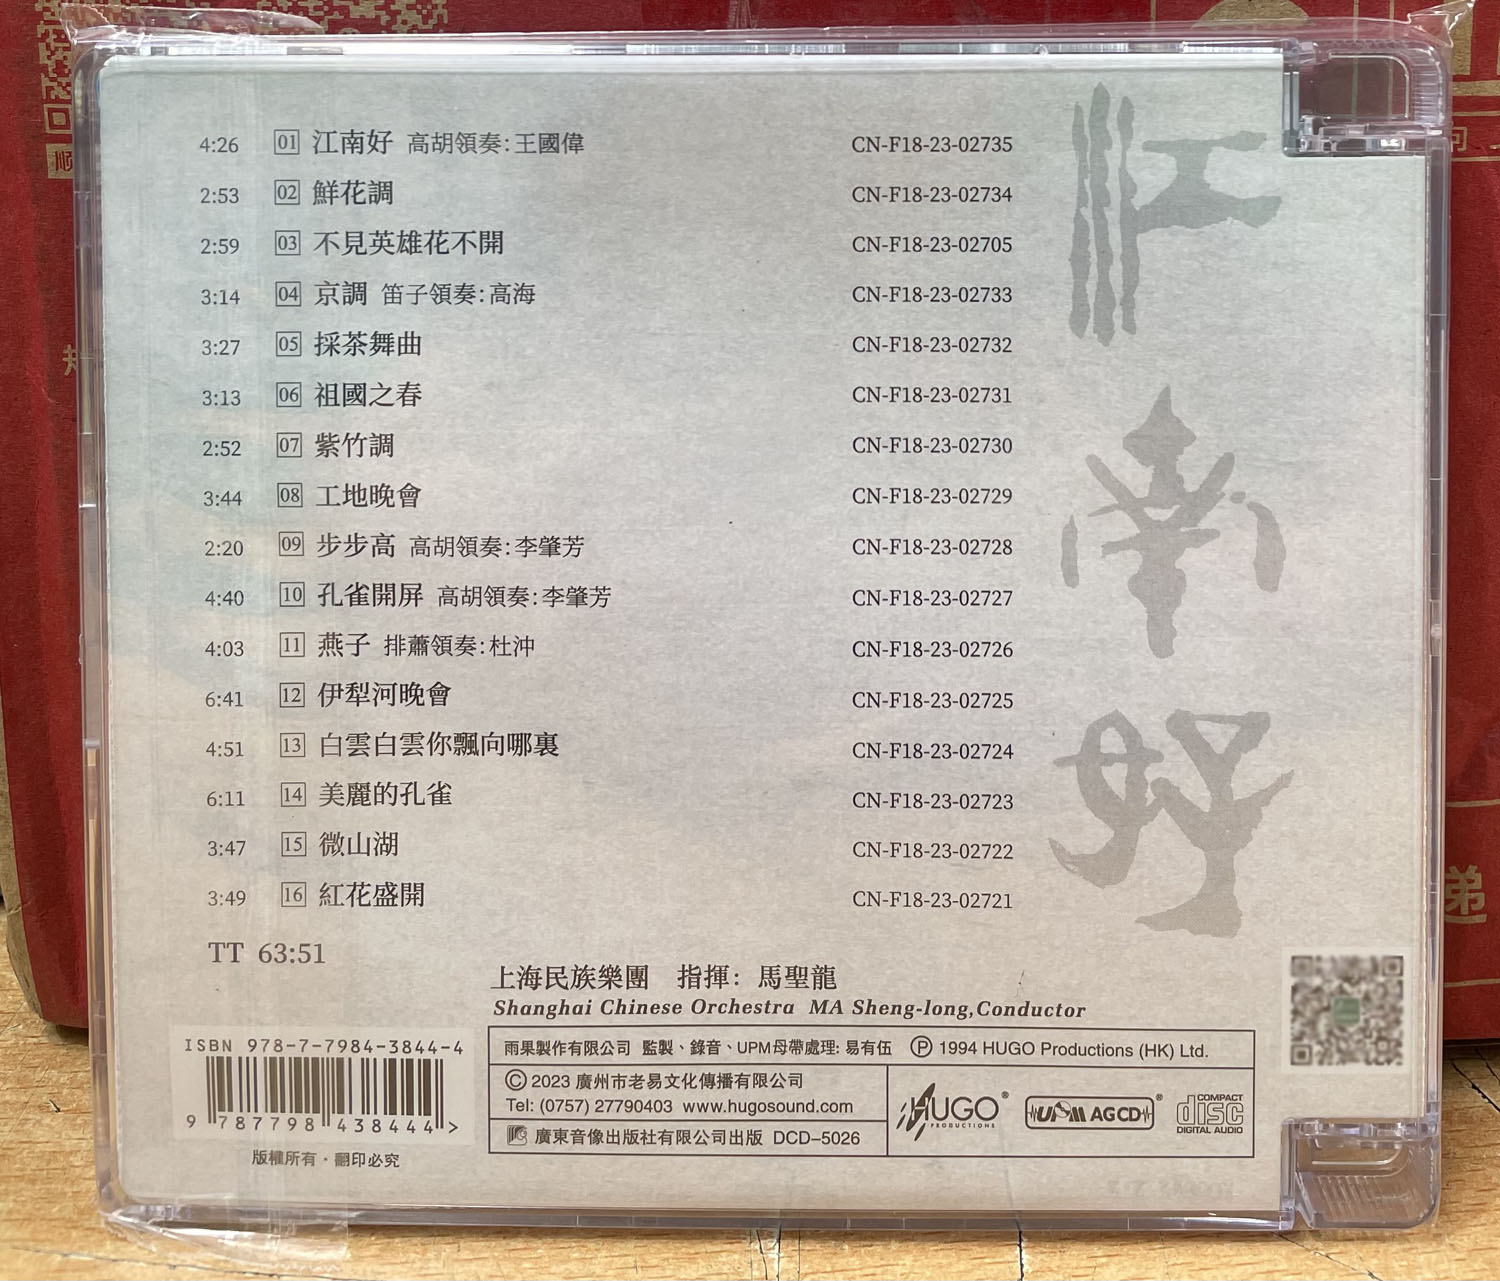 4:26 01 江南好 高胡領奏:王國偉 CN-F18-23-02735
2:53 02 鮮花調 CN-F18-23-02734
2:59 03 不見英雄花不開 CN-F18-23-02705
3:14 04 京調 笛子領奏:高海 CN-F18-23-02733
3:27 05 採茶舞曲 CN-F18-23-02732
3:13 06 祖國之春 CN-F18-23-02731
2:52 07 紫竹調 CN-F18-23-02730
3:44 08 工地晚會 CN-F18-23-02729
2:20 09 步步高 高胡領奏:李肇芳 CN-F18-23-02728
4:40 10 孔雀開屏 高胡領奏:李肇芳 CN-F18-23-02727
4:03 11 燕子 排蕭領奏:杜沖 CN-F18-23-02726
6:41 12 伊犁河晚會 CN-F18-23-02725
4:51 13 白雲白雲你飄向哪裏 CN-F18-23-02724
6:11 14 美麗的孔雀 CN-F18-23-02723
3:47 15 微山湖 CN-F18-23-02722
3:49 16 紅花盛開 CN-F18-23-02721
TT 63:51
江南好
上海民族樂團 指揮: 馬聖龍
Shanghai Chinese Orchestra MA Sheng-long,Conductor
ISBN 978-7-7984-3844-4
9 787798 438444 >
版權所有·翻印必究
雨果製作有限公司 監製、錄音、UPM母帶處理: 易有伍 Ⓟ 1994 HUGO Productions (HK) Ltd.
© 2023 廣州市老易文化傳播有限公司
Tel: (0757) 27790403 www.hugosound.com
廣東音像出版社有限公司出版 DCD-5026
HUGO®
PRODUCTIONS
UPM AGCD®
COMPACT
disc
DIGITAL AUDIO
順
遞